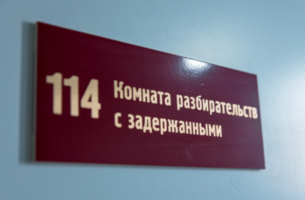 114 Комната разбирательств
с задержанными